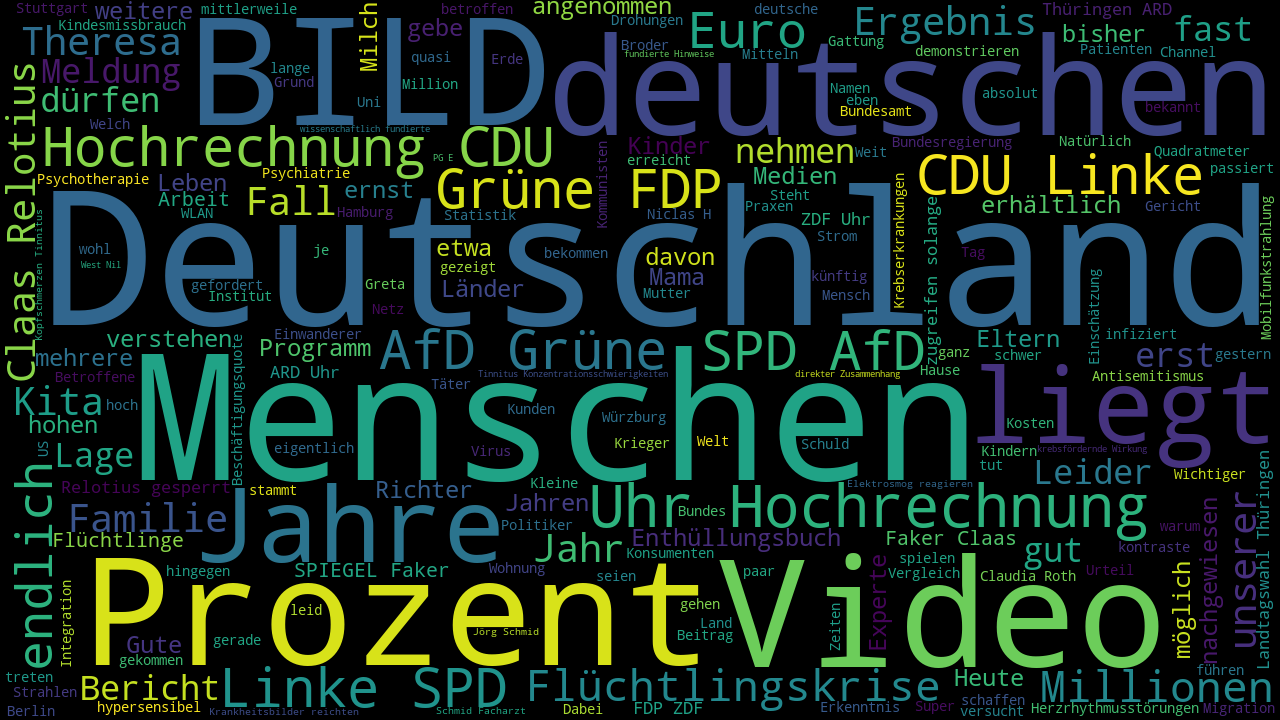 Stuttgart weitere mittlerweile betroffen angenommen Drohungen deutsche Thüringen ARD
Kindesmissbrauch BILD Milch gebe Euro Ergebnis bisher fast
Theresa lange quasi Broder fundierte Hinweise Gattung demonstrieren Patienten Channel
Meldung Grund Million Erde Mitteln deutschen
dürfen Uni Namen eben absolut bekannt
Welch wissenschaftlich fundierte Bundesamt
Claas Relotius Hochrechnung PG E CDU Kommunisten Kinder nehmen Weit Bundesregierung Natürlich Quadratmeter
erreicht Medien CDU Linke passiert
Psychotherapie Leben Psychiatrie Grüne FDP Steht Krebserkrankungen Gericht
Arbeit Fall ernst Praxen erhältlich
WLAN Hamburg Statistik Niclas H ZDF Uhr zugreifen solange Mobilfunkstrahlung
Kopfschmerzen Tinnitus Deutschland
wohl je etwa bekommen davon Strom Tag
West Nil gezeigt Mama künftig
gefordert Institut Greta Länder Mutter Mensch Einschätzung
Netz
verstehen Einwanderer AfD Grüne SPD AfD Eltern infiziert
mehrere Beschäftigungsquote Programm ganz schwer erst gestern
Betroffene ARD Uhr Tinnitus Konzentrationsschwierigkeiten direkter Zusammenhang Hause Antisemitismus
Kita hoch Täter Menschen liegt
hohen Kunden Würzburg Kosten
US eigentlich Krieger Welt Schuld Kindern krebsfördernde Wirkung
Lage Virus tut Leider Wichtiger
endlich Relotius gesperrt stammt Richter Kleine Elektrosmog reagieren
Familie Jahre Jahren Uhr Bundes Hochrechnung nachgewiesen unserer Landtagswahl Thüringen
Flüchtlinge Politiker Enthüllungsbuch Faker Claas warum
Jahr Konsumenten gut kontraste
Integration hingegen SPIEGEL Faker Wohnung seien paar Experte spielen Vergleich Claudia Roth Urteil möglich
Prozent leid gehen Video
Gute gerade Jörg Schmid Land Beitrag Zeiten
gekommen
treten Bericht Linke SPD Flüchtlingskrise Heute führen
Strahlen schaffen Millionen
Berlin hypersensibel Krankheitsbilder reichten Schmid Facharzt Dabei FDP ZDF Erkenntnis Super versucht Herzrhythmusstörungen Migration